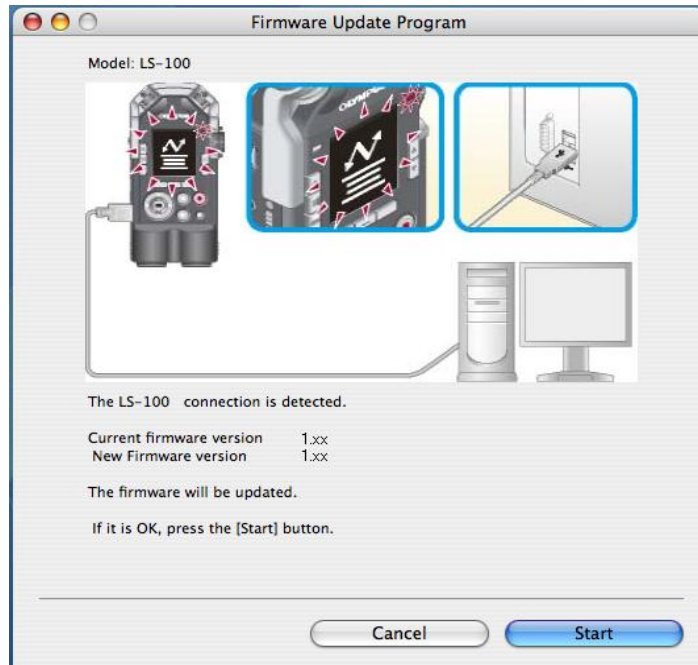 Firmware Update Program
Model: LS-100
OLYMPUS
The LS-100 connection is detected.
Current firmware version 1.xx
New Firmware version 1.xx
The firmware will be updated.
If it is OK, press the [Start] button.
Cancel Start